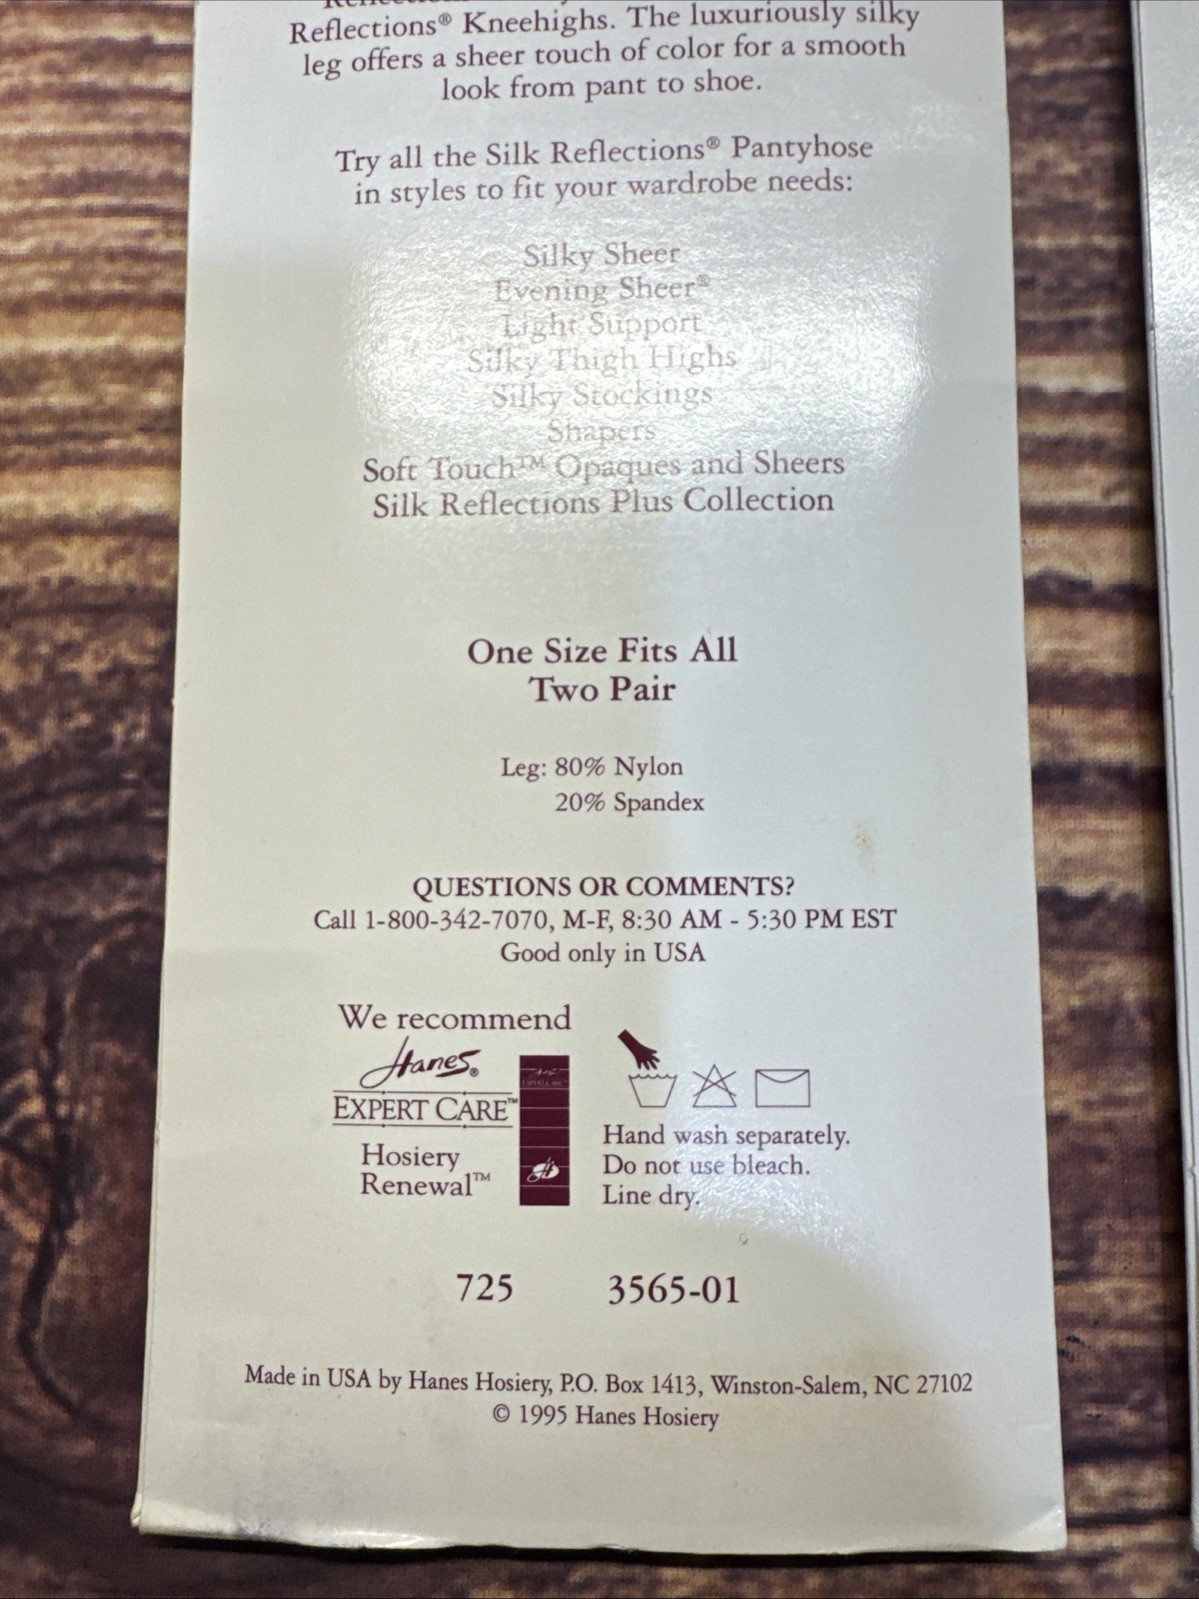 Reflections® Kneehighs. The luxuriously silky
leg offers a sheer touch of color for a smooth
look from pant to shoe.
Try all the Silk Reflections® Pantyhose
in styles to fit your wardrobe needs:
Silky Sheer
Evening Sheer®
Light Support
Silky Thigh Highs
Silky Stockings
Shapers
Soft Touch™ Opaques and Sheers
Silk Reflections Plus Collection
One Size Fits All
Two Pair
Leg: 80% Nylon
20% Spandex
QUESTIONS OR COMMENTS?
Call 1-800-342-7070, M-F, 8:30 AM - 5:30 PM EST
Good only in USA
We recommend
Hanes®
EXPERT CARE™
Hosiery
Renewal™
Hand wash separately.
Do not use bleach.
Line dry.
725 3565-01
Made in USA by Hanes Hosiery, P.O. Box 1413, Winston-Salem, NC 27102
© 1995 Hanes Hosiery